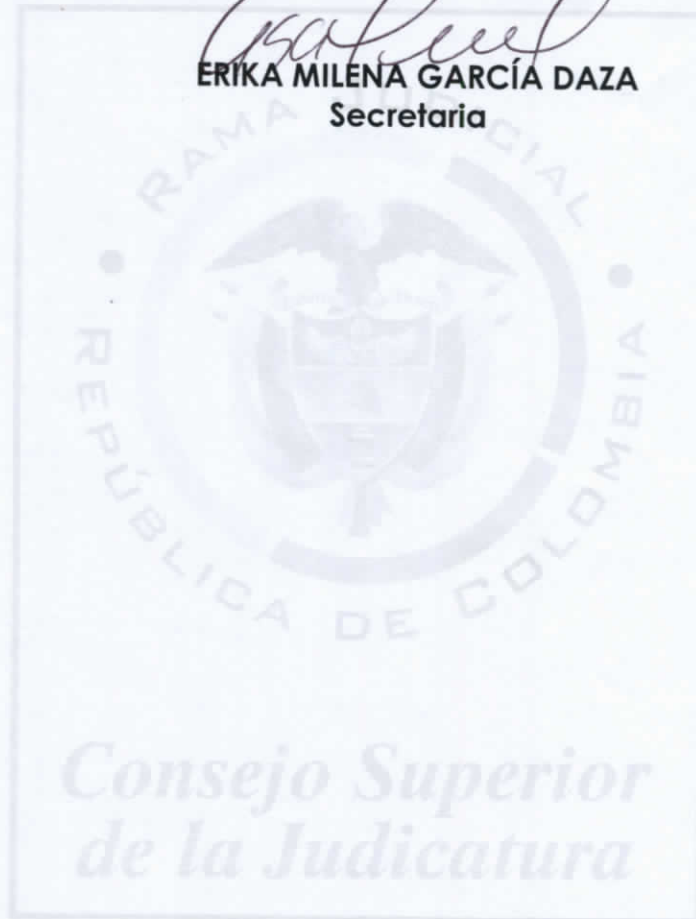 ERIKA MILENA GARCÍA DAZA
Secretaria
RAMA JUDICIAL
REPÚBLICA DE COLOMBIA
Consejo Superior
de la Judicatura